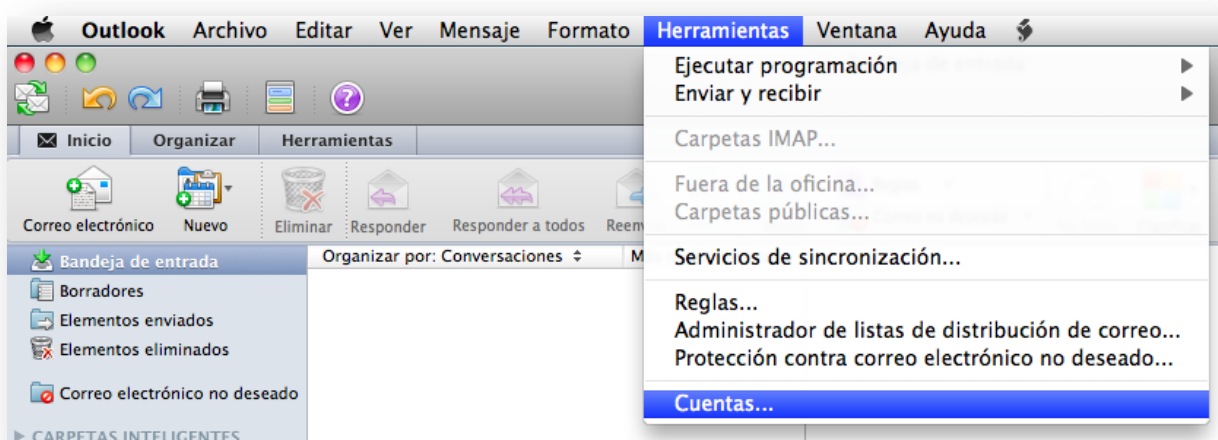 Outlook Archivo Editar Ver Mensaje Formato Herramientas Ventana Ayuda
Ejecutar programación
Enviar y recibir
Carpetas IMAP...
Fuera de la oficina...
Carpetas públicas...
Servicios de sincronización...
Reglas...
Administrador de listas de distribución de correo...
Protección contra correo electrónico no deseado...
Cuentas...
Inicio Organizar Herramientas
Correo electrónico Nuevo Eliminar Responder Responder a todos Reen
Organizar por: Conversaciones M
Bandeja de entrada
Borradores
Elementos enviados
Elementos eliminados
Correo electrónico no deseado
CARPETAS INTELIGENTES